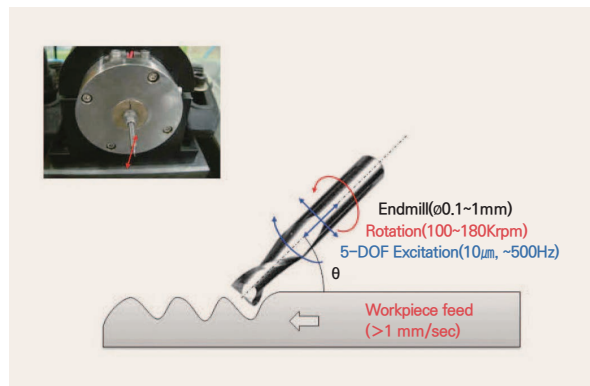 Endmill(ø0.1~1mm)
Rotation(100~180Krpm)
5-DOF Excitation(10㎛, ~500Hz)
θ
Workpiece feed
(>1 mm/sec)